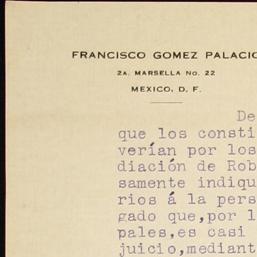 FRANCISCO GOMEZ PALACIO
2A. MARSELLA No. 22
MEXICO, D. F.
De
que los consti
verían por los
diación de Rob
samente indiqu
rios á la pers
gado que,por l
pales,es casi
juicio,mediant